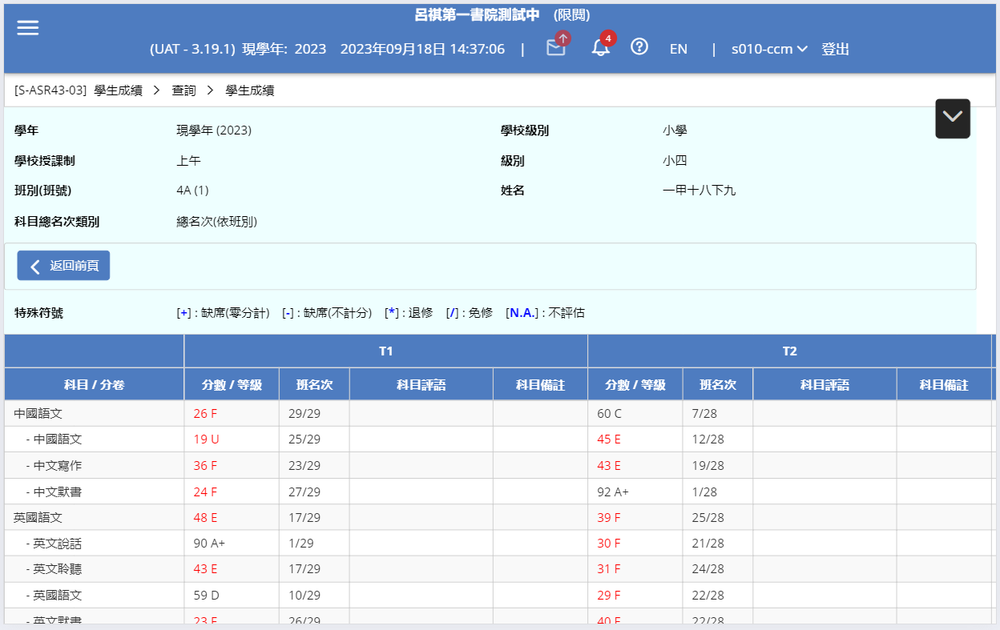 呂祺第一書院測試中 (限閱)
(UAT - 3.19.1) 現學年: 2023 2023年09月18日 14:37:06 | 4 EN | s010-ccm 登出
[S-ASR43-03] 學生成績 > 查詢 > 學生成績
學年 現學年 (2023) 學校級別 小學
學校授課制 上午 級別 小四
班別(班號) 4A (1) 姓名 一甲十八下九
科目總名次類別 總名次(依班別)
返回前頁
特殊符號 [+] : 缺席(零分計) [-] : 缺席(不計分) [*] : 退修 [/] : 免修 [N.A.] : 不評估
T1 T2
科目 / 分卷 分數 / 等級 班名次 科目評語 科目備註 分數 / 等級 班名次 科目評語 科目備註
中國語文 26 F 29/29 60 C 7/28
- 中國語文 19 U 25/29 45 E 12/28
- 中文寫作 36 F 23/29 43 E 19/28
- 中文默書 24 F 27/29 92 A+ 1/28
英國語文 48 E 17/29 39 F 25/28
- 英文說話 90 A+ 1/29 30 F 21/28
- 英文聆聽 43 E 17/29 31 F 24/28
- 英國語文 59 D 10/29 29 F 22/28
- 英文默書 23 F 26/29 40 F 22/28